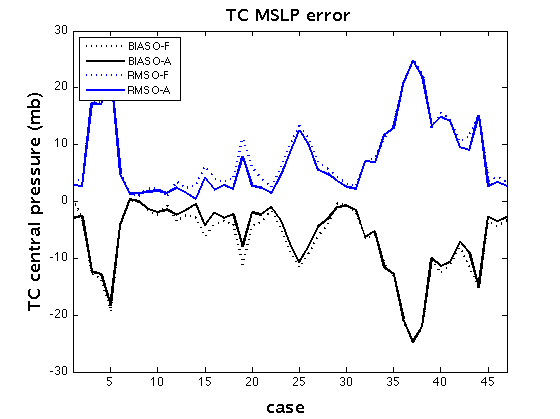 TC MSLP error
30
BIAS O-F
BIAS O-A
RMS O-F
RMS O-A
20
10
0
-10
-20
-30
TC central pressure (mb)
5
10
15
20
25
30
35
40
45
case